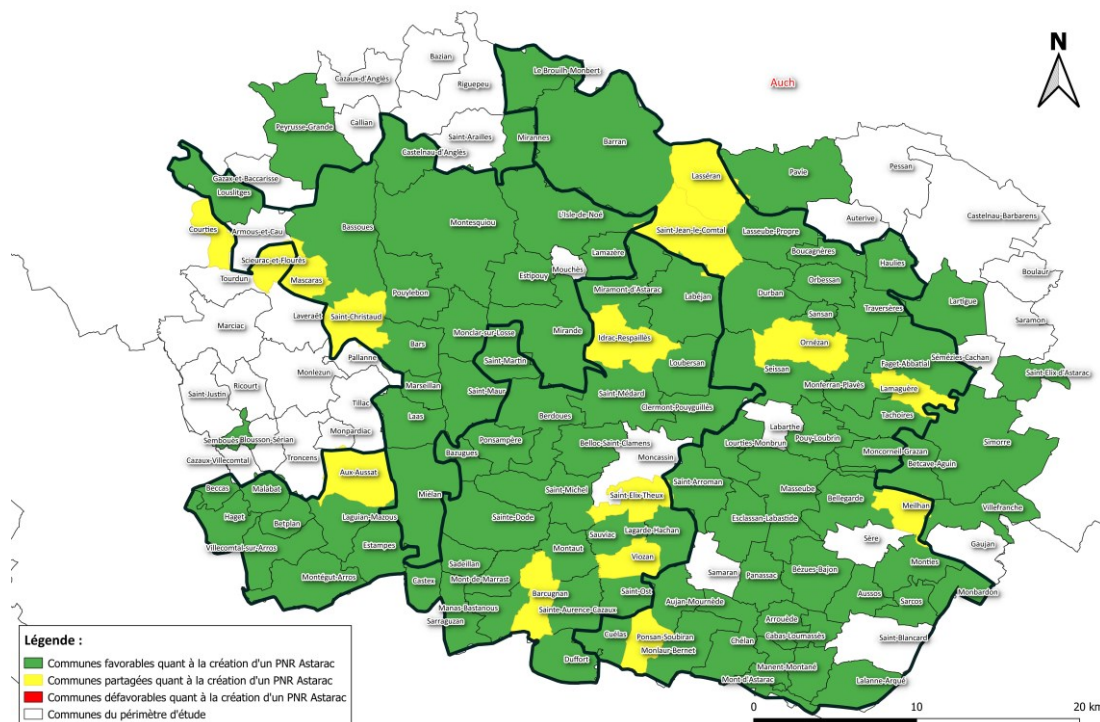 Bazian
Cazaux-d'Anglès
Le Brouilh-Monbert
Riguepeu
N
Auch
Callian
Peyrusse-Grande
Saint-Arailles
Mirannes
Barran
Castelnau-d'Anglès
Pessan
Pavie
Lasséran
Gazax-et-Baccarisse
Louslitges
L'Isle-de-Noé
Castelnau-Barbarens
Montesquiou
Auterive
Bassoues
Courties
Armous-et-Cau
Saint-Jean-le-Comtal
Lasseube-Propre
Lamazère
Boucagnères
Scieurac-et-Flourès
Haulies
Mouchès
Boulaur
Estipouy
Tourdun
Mascaras
Orbessan
Miramont-d'Astarac
Durban
Pouylebon
Labéjan
Lartigue
Traversères
Saramon
Sansan
Laveraët
Saint-Christaud
Marciac
Mirande
Monclar-sur-Losse
Idrac-Respaillès
Ornézan
Bars
Pallanne
Sémézies-Cachan
Saint-Martin
Loubersan
Faget-Abbatial
Seissan
Monlezun
Saint-Elix-d'Astarac
Ricourt
Marseillan
Tillac
Monferran-Plavès
Lamaguère
Saint-Justin
Saint-Maur
Saint-Médard
Clermont-Pouyguillès
Laas
Berdoues
Tachoires
Labarthe
Monpardiac
Sembouès
Blousson-Sérian
Lourties-Monbrun
Pouy-Loubrin
Ponsampère
Belloc-Saint-Clamens
Simorre
Bazugues
Moncorneil-Grazan
Troncens
Moncassin
Cazaux-Villecomtal
Betcave-Aguin
Aux-Aussat
Saint-Arroman
Miélan
Beccas
Malabat
Saint-Michel
Masseube
Saint-Elix-Theux
Bellegarde
Meilhan
Villefranche
Haget
Laguian-Mazous
Sainte-Dode
Esclassan-Labastide
Betplan
Lagarde-Hachan
Sauviac
Sère
Gaujan
Estampes
Villecomtal-sur-Arros
Montaut
Viozan
Monties
Sadeillan
Bézues-Bajon
Samaran
Panassac
Montégut-Arros
Mont-de-Marrast
Castex
Saint-Ost
Barcugnan
Aussos
Monbardon
Aujan-Mournède
Sarcos
Manas-Bastanous
Sainte-Aurence-Cazaux
Arrouède
Sarraguzan
Cuélas
Ponsan-Soubiran
Cabas-Loumassès
Saint-Blancard
Chélan
Monlaur-Bernet
Duffort
Manent-Montané
Mont-d'Astarac
Lalanne-Arqué
Légende :
Communes favorables quant à la création d'un PNR Astarac
Communes partagées quant à la création d'un PNR Astarac
Communes défavorables quant à la création d'un PNR Astarac
Communes du périmètre d'étude
0 10 20 km